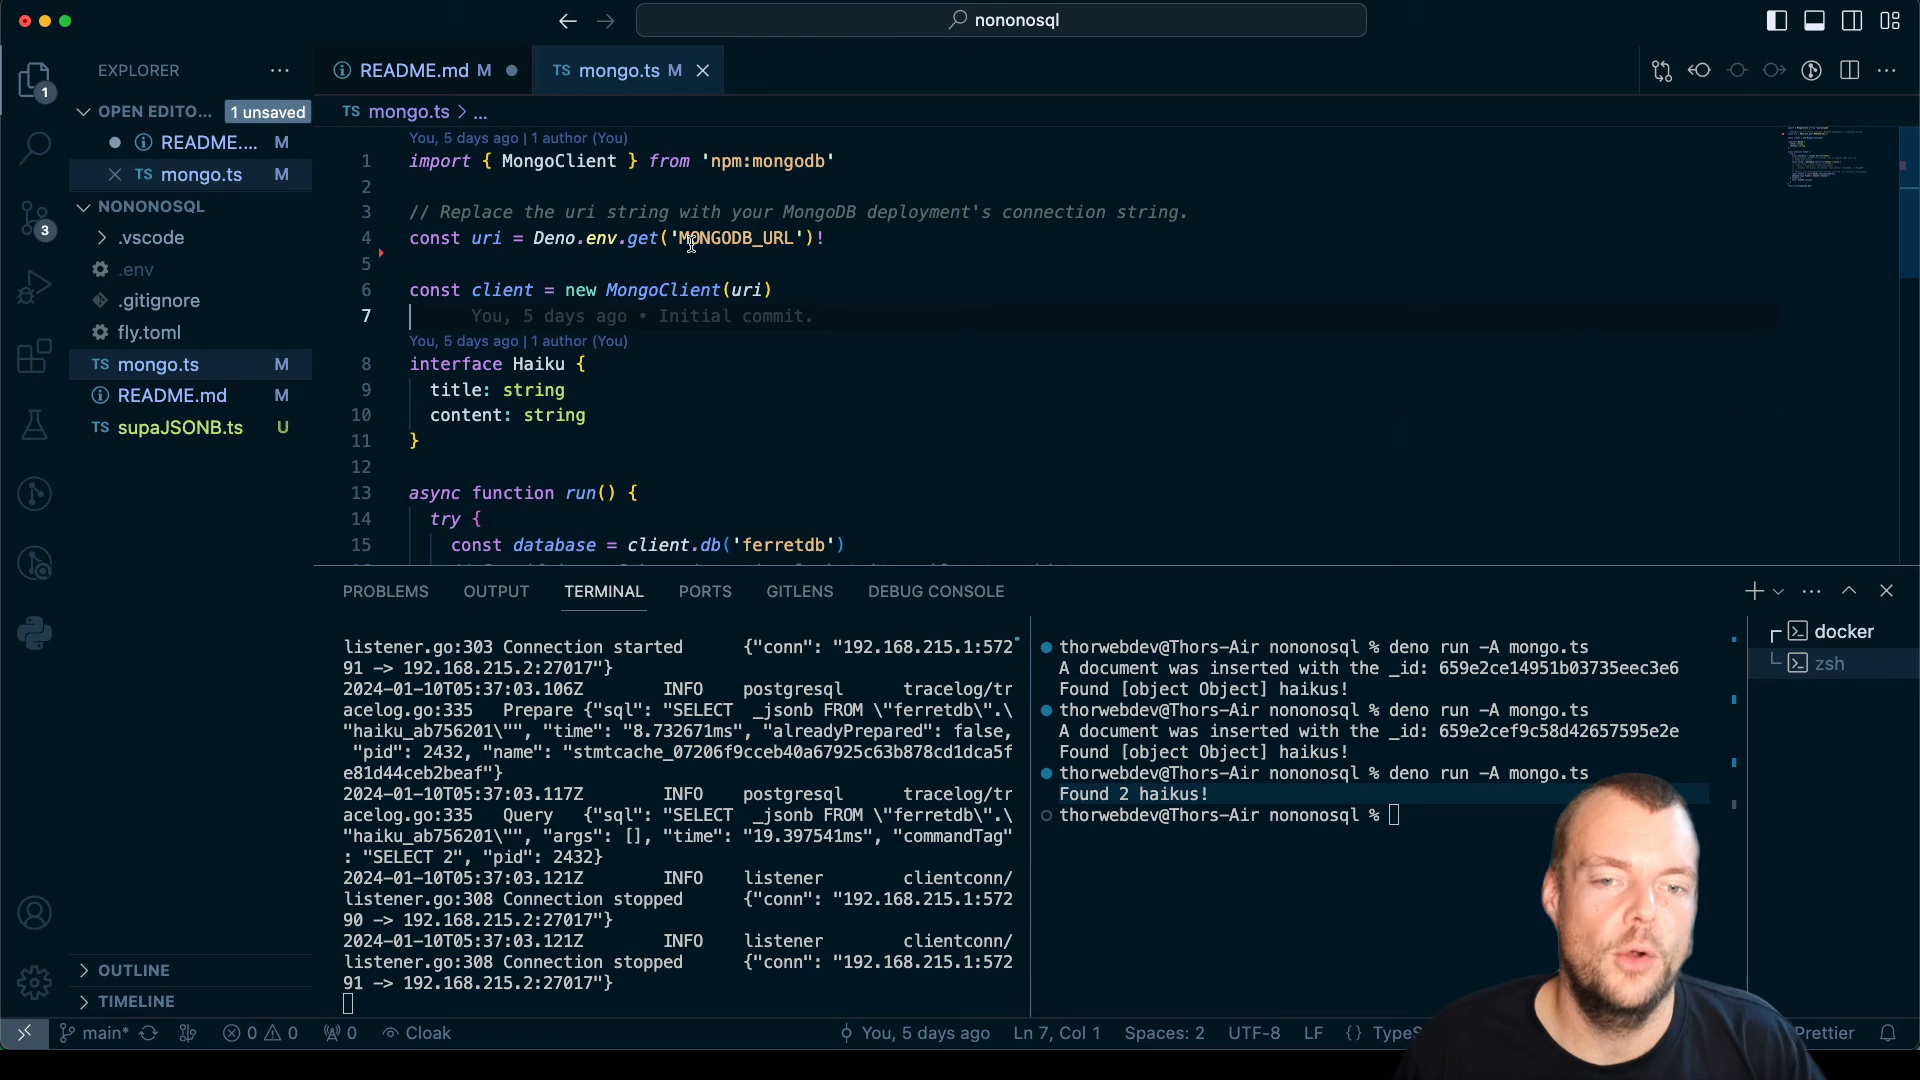 nononosql
EXPLORER
README.md M
TS mongo.ts M
OPEN EDITO... 1 unsaved
README.... M
TS mongo.ts M
NONONOSQL
.vscode
.env
.gitignore
fly.toml
TS mongo.ts M
README.md M
TS supaJSONB.ts U
OUTLINE
TIMELINE
1
3
TS mongo.ts > ...
You, 5 days ago | 1 author (You)
1 import { MongoClient } from 'npm:mongodb'
2
3 // Replace the uri string with your MongoDB deployment's connection string.
4 const uri = Deno.env.get('MONGODB_URL')!
5
6 const client = new MongoClient(uri)
7 You, 5 days ago • Initial commit.
You, 5 days ago | 1 author (You)
8 interface Haiku {
9 title: string
10 content: string
11 }
12
13 async function run() {
14 try {
15 const database = client.db('ferretdb')
PROBLEMS OUTPUT TERMINAL PORTS GITLENS DEBUG CONSOLE
listener.go:303 Connection started {"conn": "192.168.215.1:572
91 -> 192.168.215.2:27017"}
2024-01-10T05:37:03.106Z INFO postgresql tracelog/tr
acelog.go:335 Prepare {"sql": "SELECT _jsonb FROM \"ferretdb\".\
"haiku_ab756201\"", "time": "8.732671ms", "alreadyPrepared": false,
"pid": 2432, "name": "stmtcache_07206f9cceb40a67925c63b878cd1dca5f
e81d44ceb2beaf"}
2024-01-10T05:37:03.117Z INFO postgresql tracelog/tr
acelog.go:335 Query {"sql": "SELECT _jsonb FROM \"ferretdb\".\
"haiku_ab756201\"", "args": [], "time": "19.397541ms", "commandTag"
: "SELECT 2", "pid": 2432}
2024-01-10T05:37:03.121Z INFO listener clientconn/
listener.go:308 Connection stopped {"conn": "192.168.215.1:572
90 -> 192.168.215.2:27017"}
2024-01-10T05:37:03.121Z INFO listener clientconn/
listener.go:308 Connection stopped {"conn": "192.168.215.1:572
91 -> 192.168.215.2:27017"}
thorwebdev@Thors-Air nononosql % deno run -A mongo.ts
A document was inserted with the _id: 659e2ce14951b03735eec3e6
Found [object Object] haikus!
thorwebdev@Thors-Air nononosql % deno run -A mongo.ts
A document was inserted with the _id: 659e2cef9c58d42657595e2e
Found [object Object] haikus!
thorwebdev@Thors-Air nononosql % deno run -A mongo.ts
Found 2 haikus!
thorwebdev@Thors-Air nononosql %
docker
zsh
main* 0 0 0 Cloak You, 5 days ago Ln 7, Col 1 Spaces: 2 UTF-8 LF {} TypeS Prettier